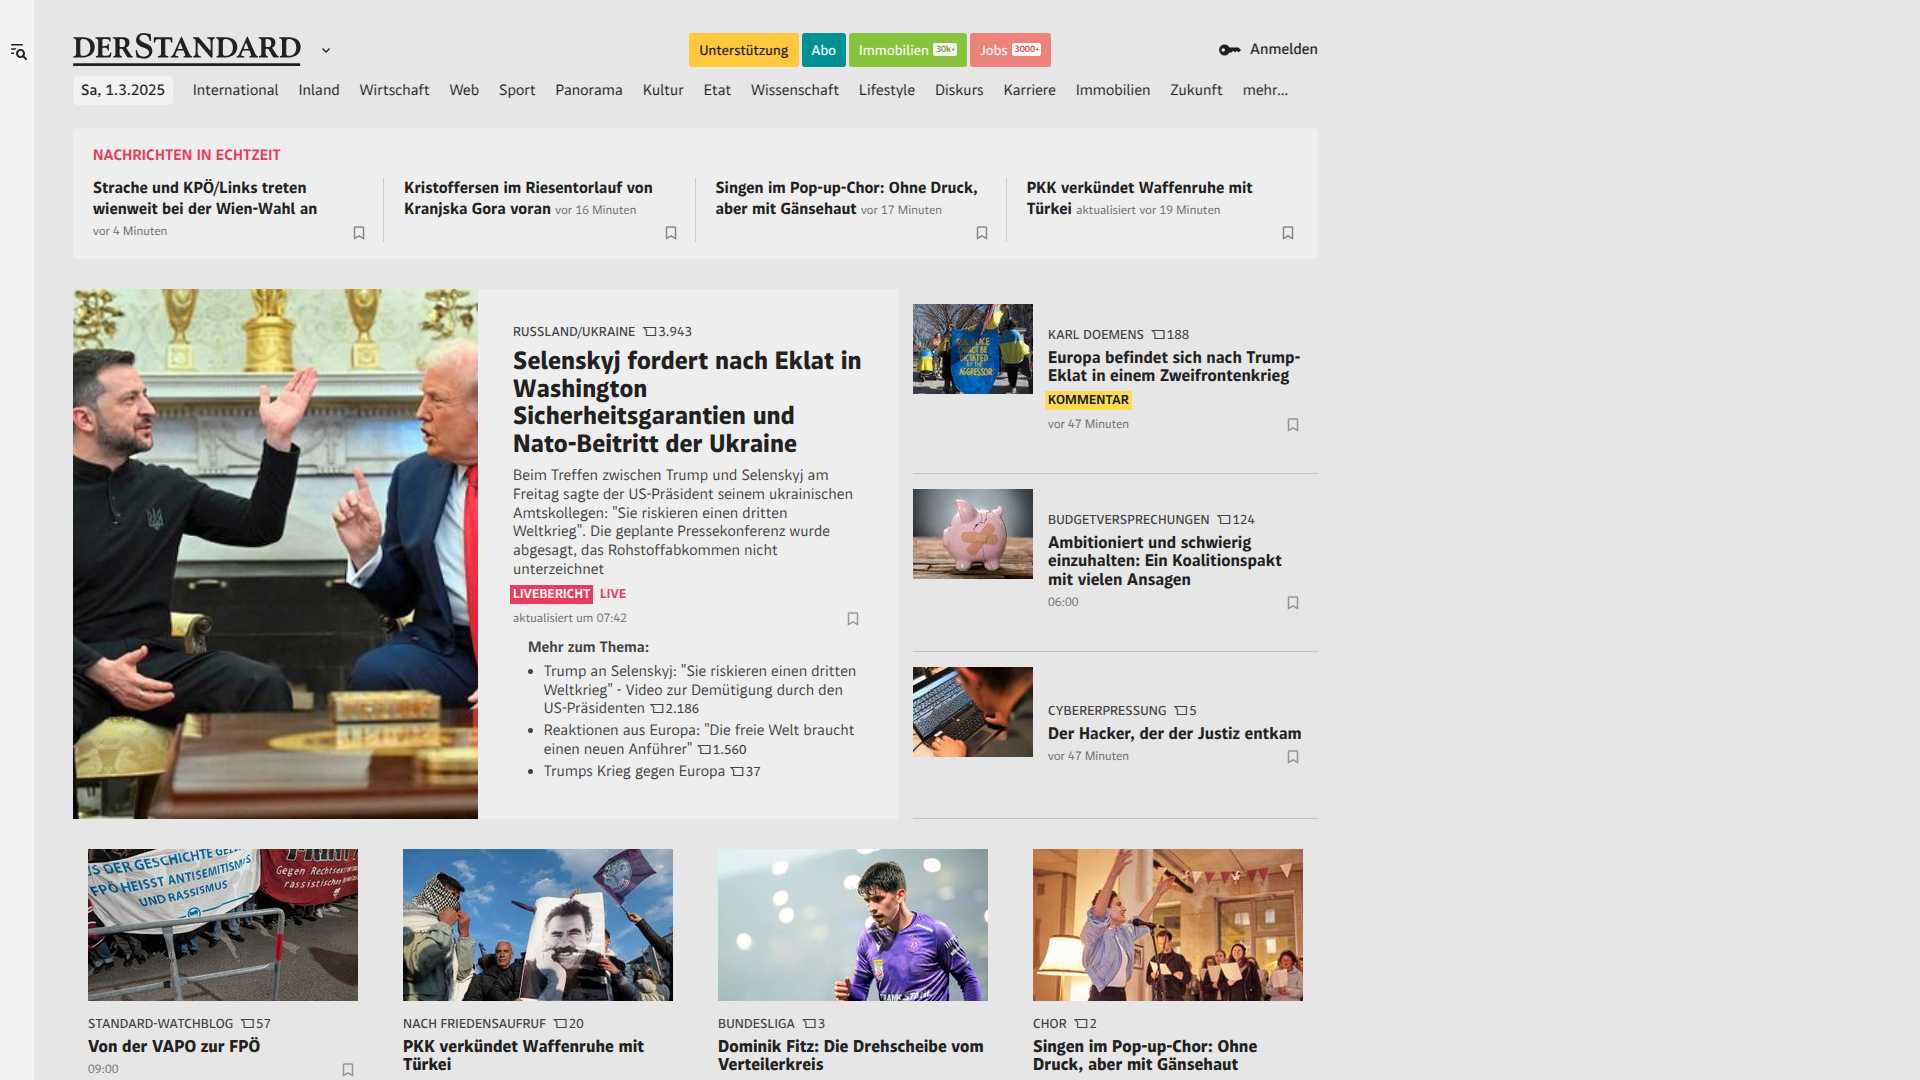 DERSTANDARD
Unterstützung
Abo
Immobilien 30k+
Jobs 3000+
Anmelden
Sa, 1.3.2025 International Inland Wirtschaft Web Sport Panorama Kultur Etat Wissenschaft Lifestyle Diskurs Karriere Immobilien Zukunft mehr...
NACHRICHTEN IN ECHTZEIT
Strache und KPÖ/Links treten
wienweit bei der Wien-Wahl an
vor 4 Minuten
Kristoffersen im Riesentorlauf von
Kranjska Gora voran vor 16 Minuten
Singen im Pop-up-Chor: Ohne Druck,
aber mit Gänsehaut vor 17 Minuten
PKK verkündet Waffenruhe mit
Türkei aktualisiert vor 19 Minuten
RUSSLAND/UKRAINE 3.943
Selenskyj fordert nach Eklat in
Washington
Sicherheitsgarantien und
Nato-Beitritt der Ukraine
Beim Treffen zwischen Trump und Selenskyj am
Freitag sagte der US-Präsident seinem ukrainischen
Amtskollegen: "Sie riskieren einen dritten
Weltkrieg". Die geplante Pressekonferenz wurde
abgesagt, das Rohstoffabkommen nicht
unterzeichnet
LIVEBERICHT LIVE
aktualisiert um 07:42
Mehr zum Thema:
• Trump an Selenskyj: "Sie riskieren einen dritten
Weltkrieg" - Video zur Demütigung durch den
US-Präsidenten 2.186
• Reaktionen aus Europa: "Die freie Welt braucht
einen neuen Anführer" 1.560
• Trumps Krieg gegen Europa 37
DICTATED
BY THE
AGGRESSOR
KARL DOEMENS 188
Europa befindet sich nach Trump-
Eklat in einem Zweifrontenkrieg
KOMMENTAR
vor 47 Minuten
BUDGETVERSPRECHUNGEN 124
Ambitioniert und schwierig
einzuhalten: Ein Koalitionspakt
mit vielen Ansagen
06:00
CYBERERPRESSUNG 5
Der Hacker, der der Justiz entkam
vor 47 Minuten
DER GESCHICHTE
FPÖ HEISST ANTISEMITISMUS
UND RASSISMUS
Gegen
STANDARD-WATCHBLOG 57
Von der VAPO zur FPÖ
09:00
NACH FRIEDENSAUFRUF 20
PKK verkündet Waffenruhe mit
Türkei
BUNDESLIGA 3
Dominik Fitz: Die Drehscheibe vom
Verteilerkreis
CHOR 2
Singen im Pop-up-Chor: Ohne
Druck, aber mit Gänsehaut